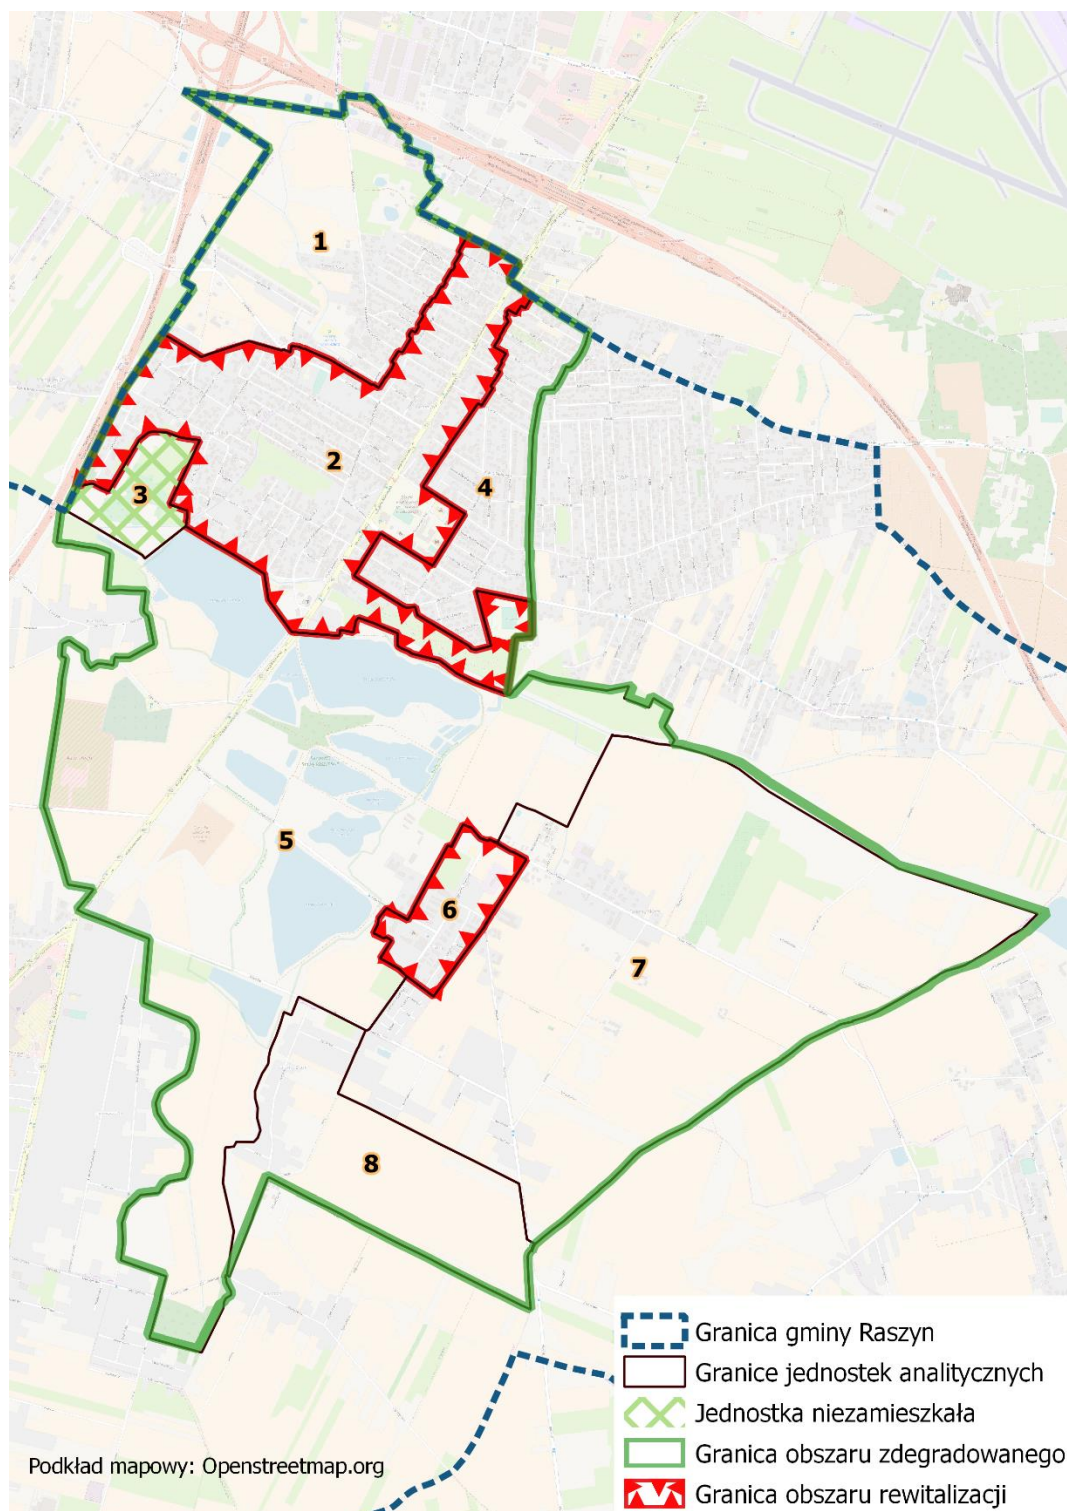 1
2
4
3
5
6
7
8
Granica gminy Raszyn
Granice jednostek analitycznych
Jednostka niezamieszkała
Granica obszaru zdegradowanego
Granica obszaru rewitalizacji
Podkład mapowy: Openstreetmap.org